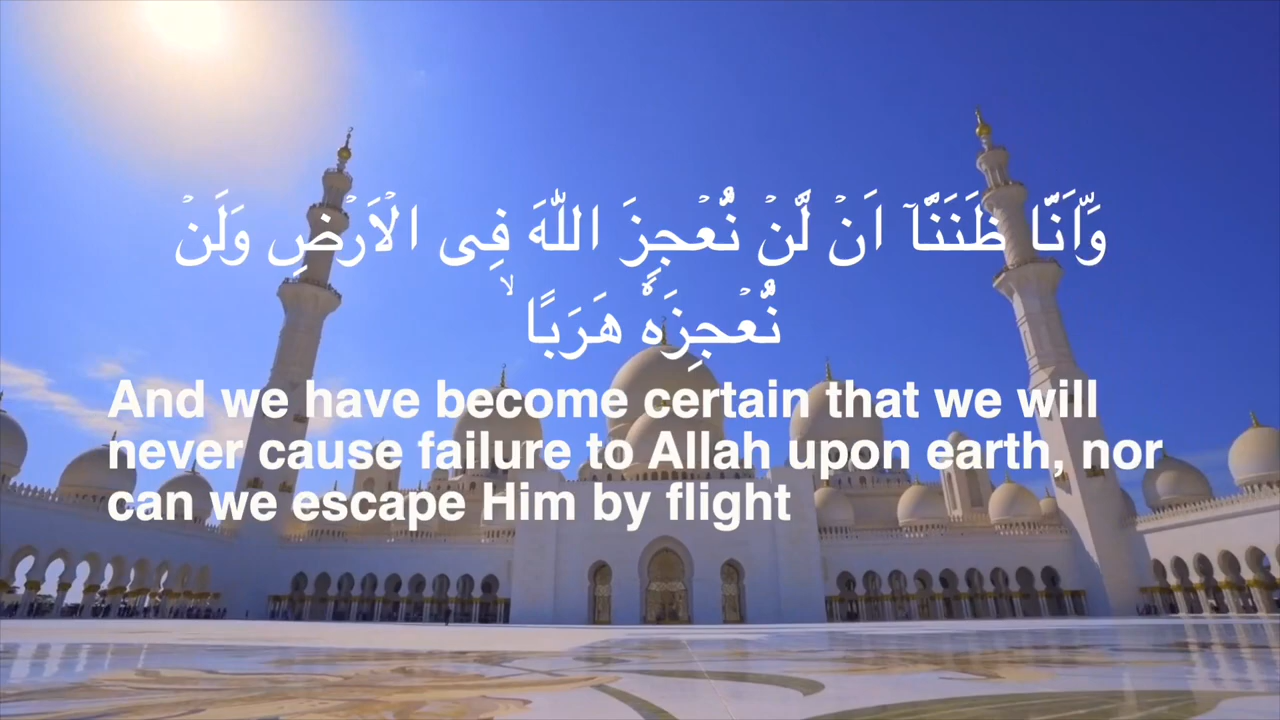 وَّاَنَّا ظَنَنَّآ اَنۡ لَّنۡ نُّعۡجِزَ اللّٰهَ فِى الۡاَرۡضِ وَلَنۡ
نُّعۡجِزَهٗ هَرَبًا ۙ
And we have become certain that we will
never cause failure to Allah upon earth, nor
can we escape Him by flight